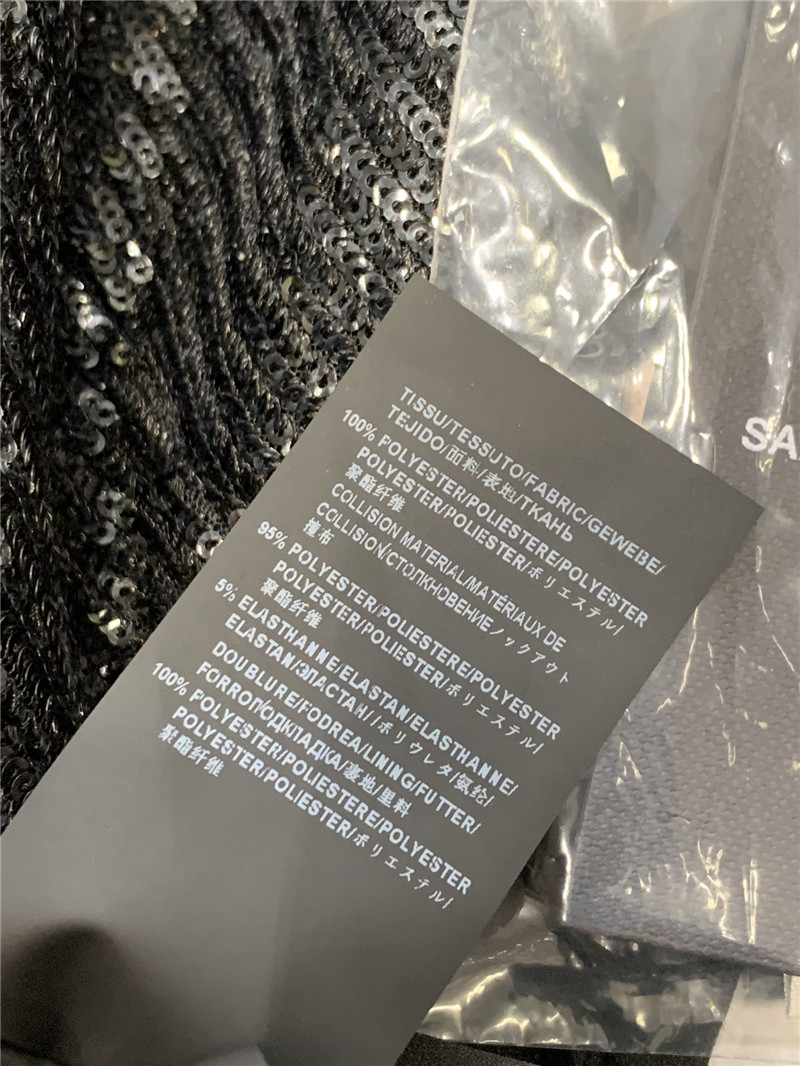 TISSU/TESSUTO/FABRIC/GEWEBE/
TEJIDO/面料/表地/ТКАНЬ
100% POLYESTER/POLIESTERE/POLYESTER
POLYESTER/POLIESTER/ポリエステル/
聚酯纤维
COLLISION MATERIAL/MATÉRIAUX DE
COLLISION/СТОЛКНОВЕНИЕノックアウト
撞布
95% POLYESTER/POLIESTERE/POLYESTER
POLYESTER/POLIESTER/ポリエステル/
聚酯纤维
5% ELASTHANNE/ELASTAN/ELASTHANNE/
ELASTAN/ЭЛАСТАН//ポリウレタ/氨纶/
DOUBLURE/FODREA/LINING/FUTTER/
FORRO/ПОДКЛАДКА/裏地/里料
100% POLYESTER/POLIESTERE/POLYESTER
POLYESTER/POLIESTER/ポリエステル/
聚酯纤维
SA